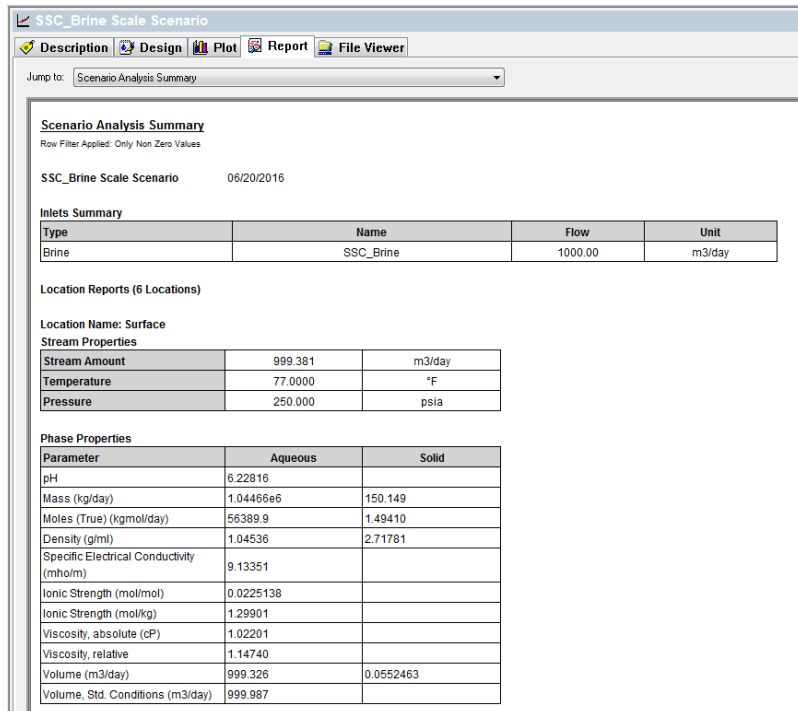 SSC_Brine Scale Scenario
Description Design Plot Report File Viewer
Jump to: Scenario Analysis Summary
Scenario Analysis Summary
Row Filter Applied: Only Non Zero Values
SSC_Brine Scale Scenario 06/20/2016
Inlets Summary
Type Name Flow Unit
Brine SSC_Brine 1000.00 m3/day
Location Reports (6 Locations)
Location Name: Surface
Stream Properties
Stream Amount 999.381 m3/day
Temperature 77.0000 °F
Pressure 250.000 psia
Phase Properties
Parameter Aqueous Solid
pH 6.22816
Mass (kg/day) 1.04466e6 150.149
Moles (True) (kgmol/day) 56389.9 1.49410
Density (g/ml) 1.04536 2.71781
Specific Electrical Conductivity
(mho/m) 9.13351
Ionic Strength (mol/mol) 0.0225138
Ionic Strength (mol/kg) 1.29901
Viscosity, absolute (cP) 1.02201
Viscosity, relative 1.14740
Volume (m3/day) 999.326 0.0552463
Volume, Std. Conditions (m3/day) 999.987